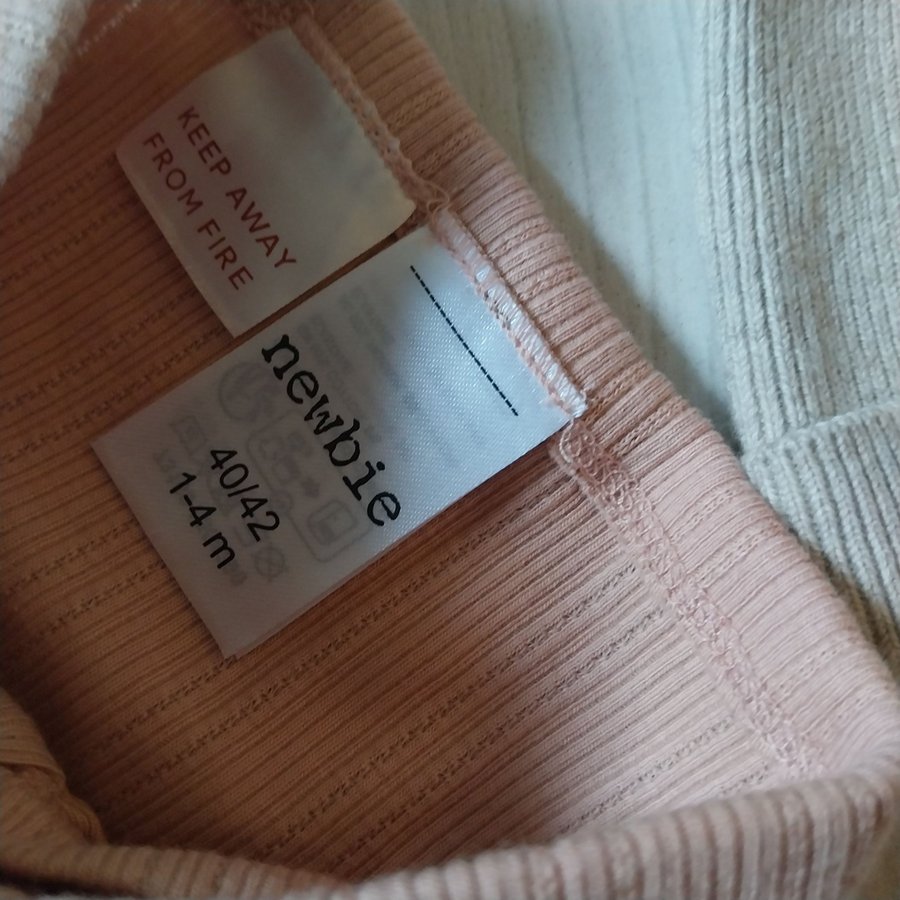 KEEP AWAY
FROM FIRE
newbie
40/42
1-4 m